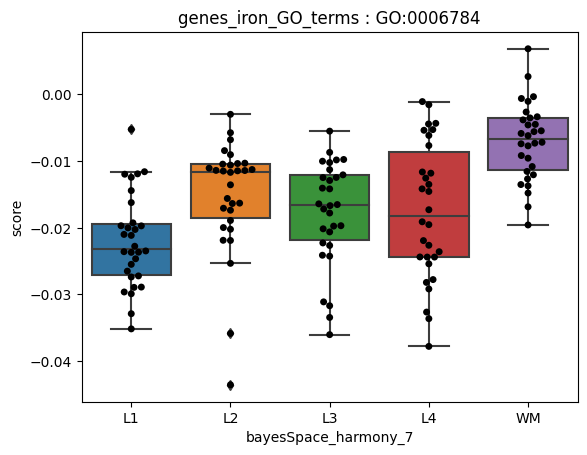 genes_iron_GO_terms : GO:0006784
0.00
−0.01
−0.02
−0.03
−0.04
score
L1 L2 L3 L4 WM
bayesSpace_harmony_7